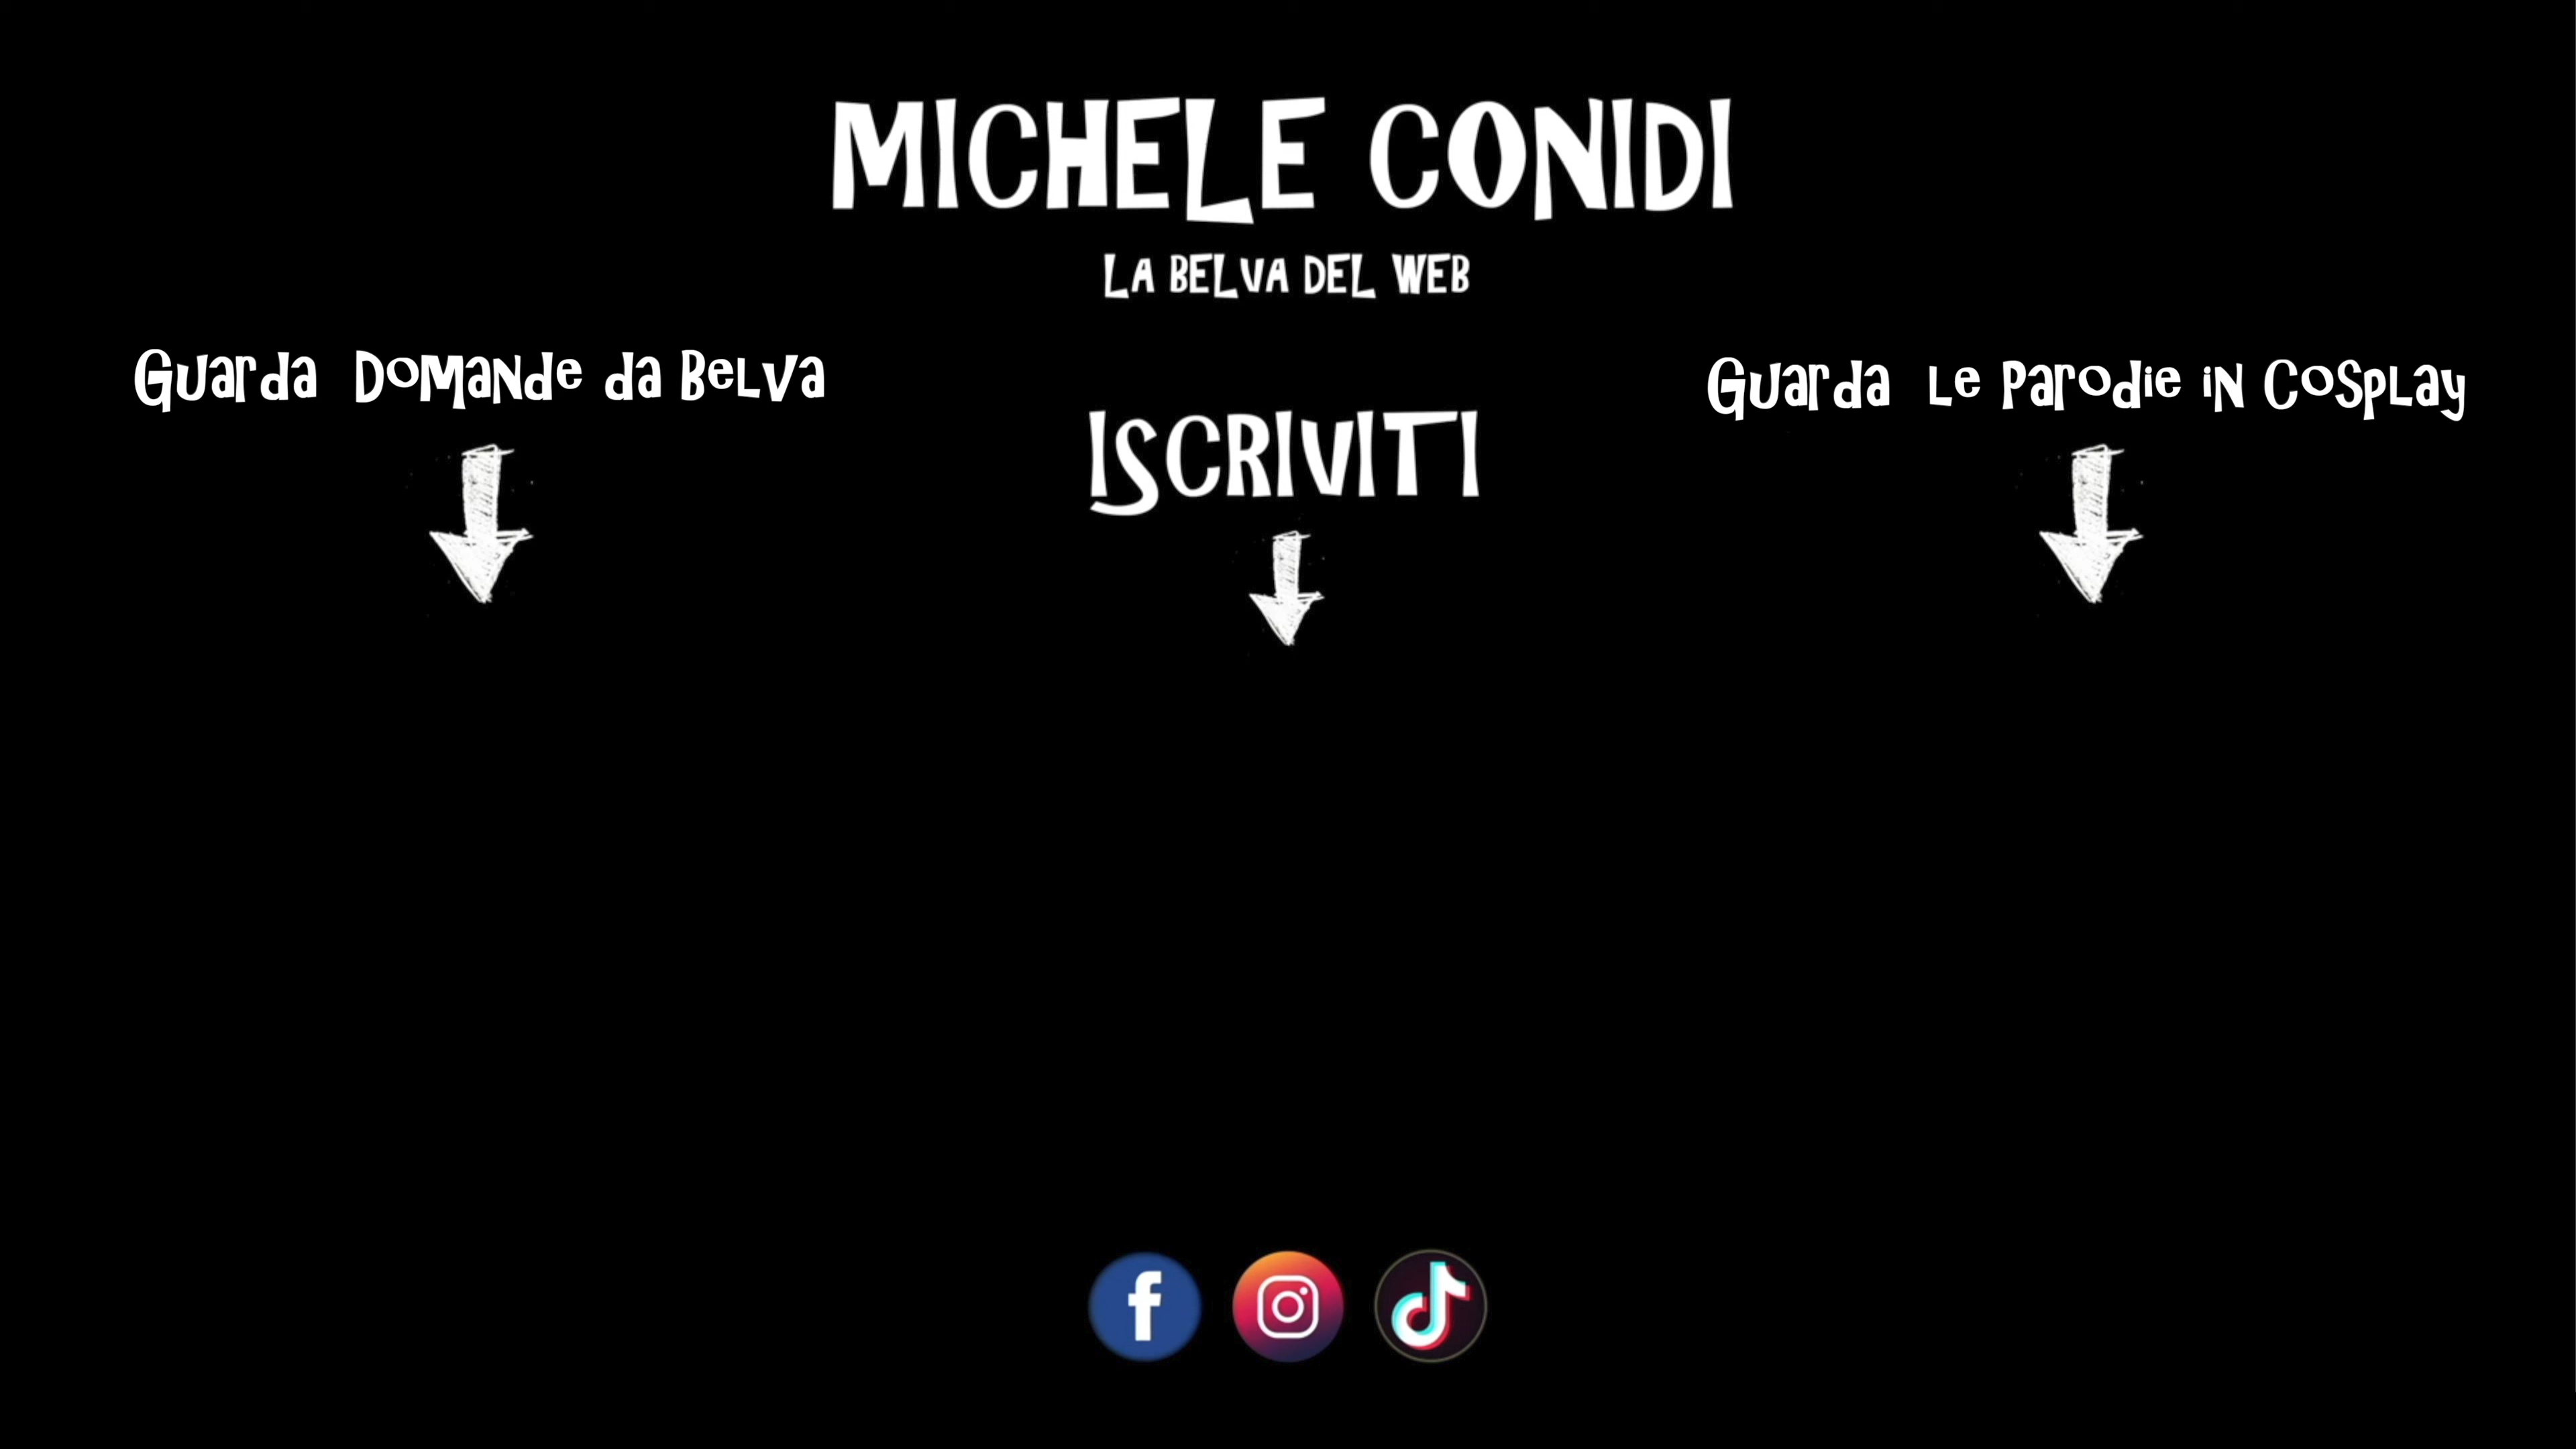 MICHELE CONIDI
LA BELVA DEL WEB
Guarda Domande da Belva
Guarda le Parodie in Cosplay
ISCRIVITI